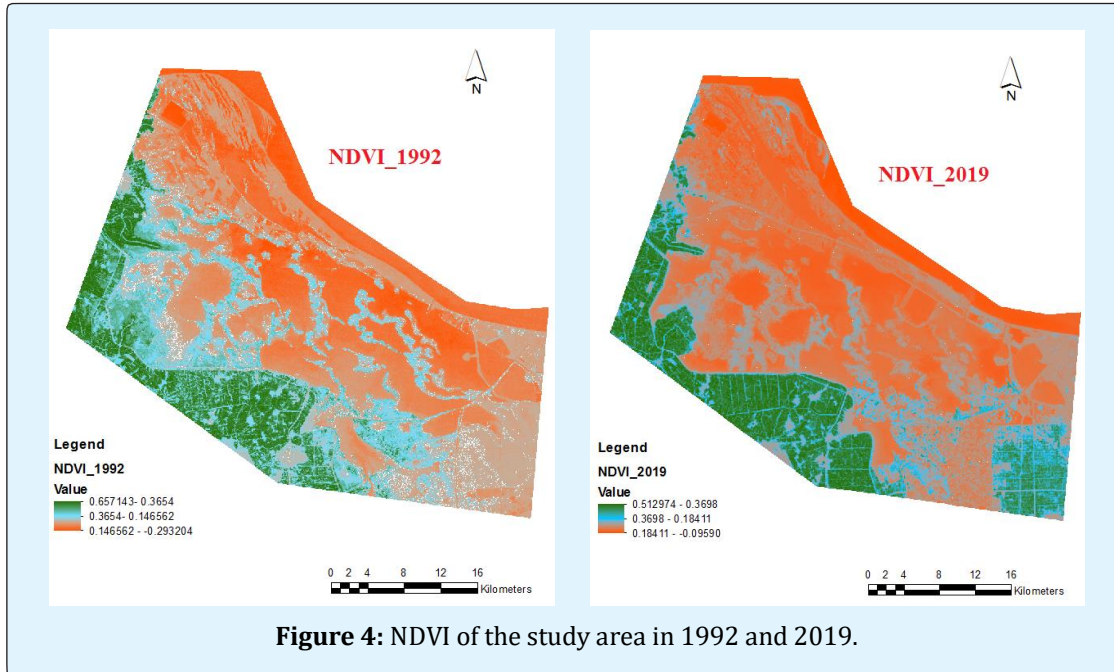 N
NDVI_1992
Legend
NDVI_1992
Value
0.657143- 0.3654
0.3654- 0.146562
0.146562 - -0.293204
0 2 4 8 12 16
Kilometers
N
NDVI_2019
Legend
NDVI_2019
Value
0.512974 - 0.3698
0.3698 - 0.18411
0.18411 - -0.09590
0 2 4 8 12 16
Kilometers
Figure 4: NDVI of the study area in 1992 and 2019.